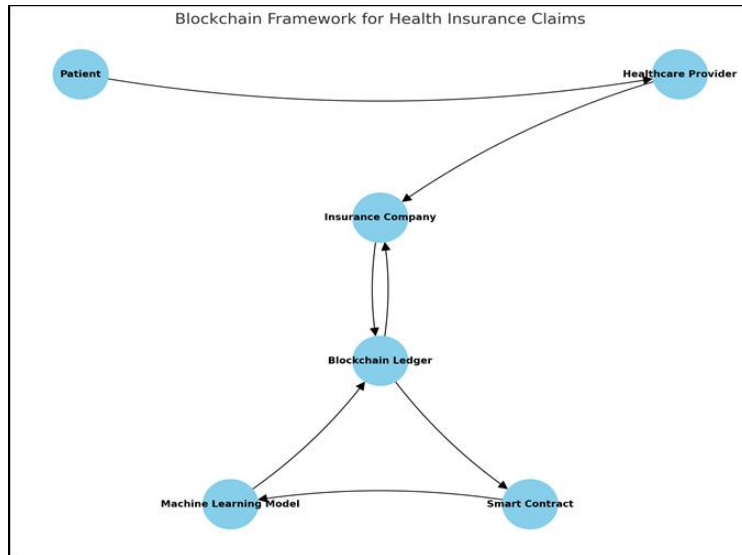 Blockchain Framework for Health Insurance Claims
Patient
Healthcare Provider
Insurance Company
Blockchain Ledger
Machine Learning Model
Smart Contract